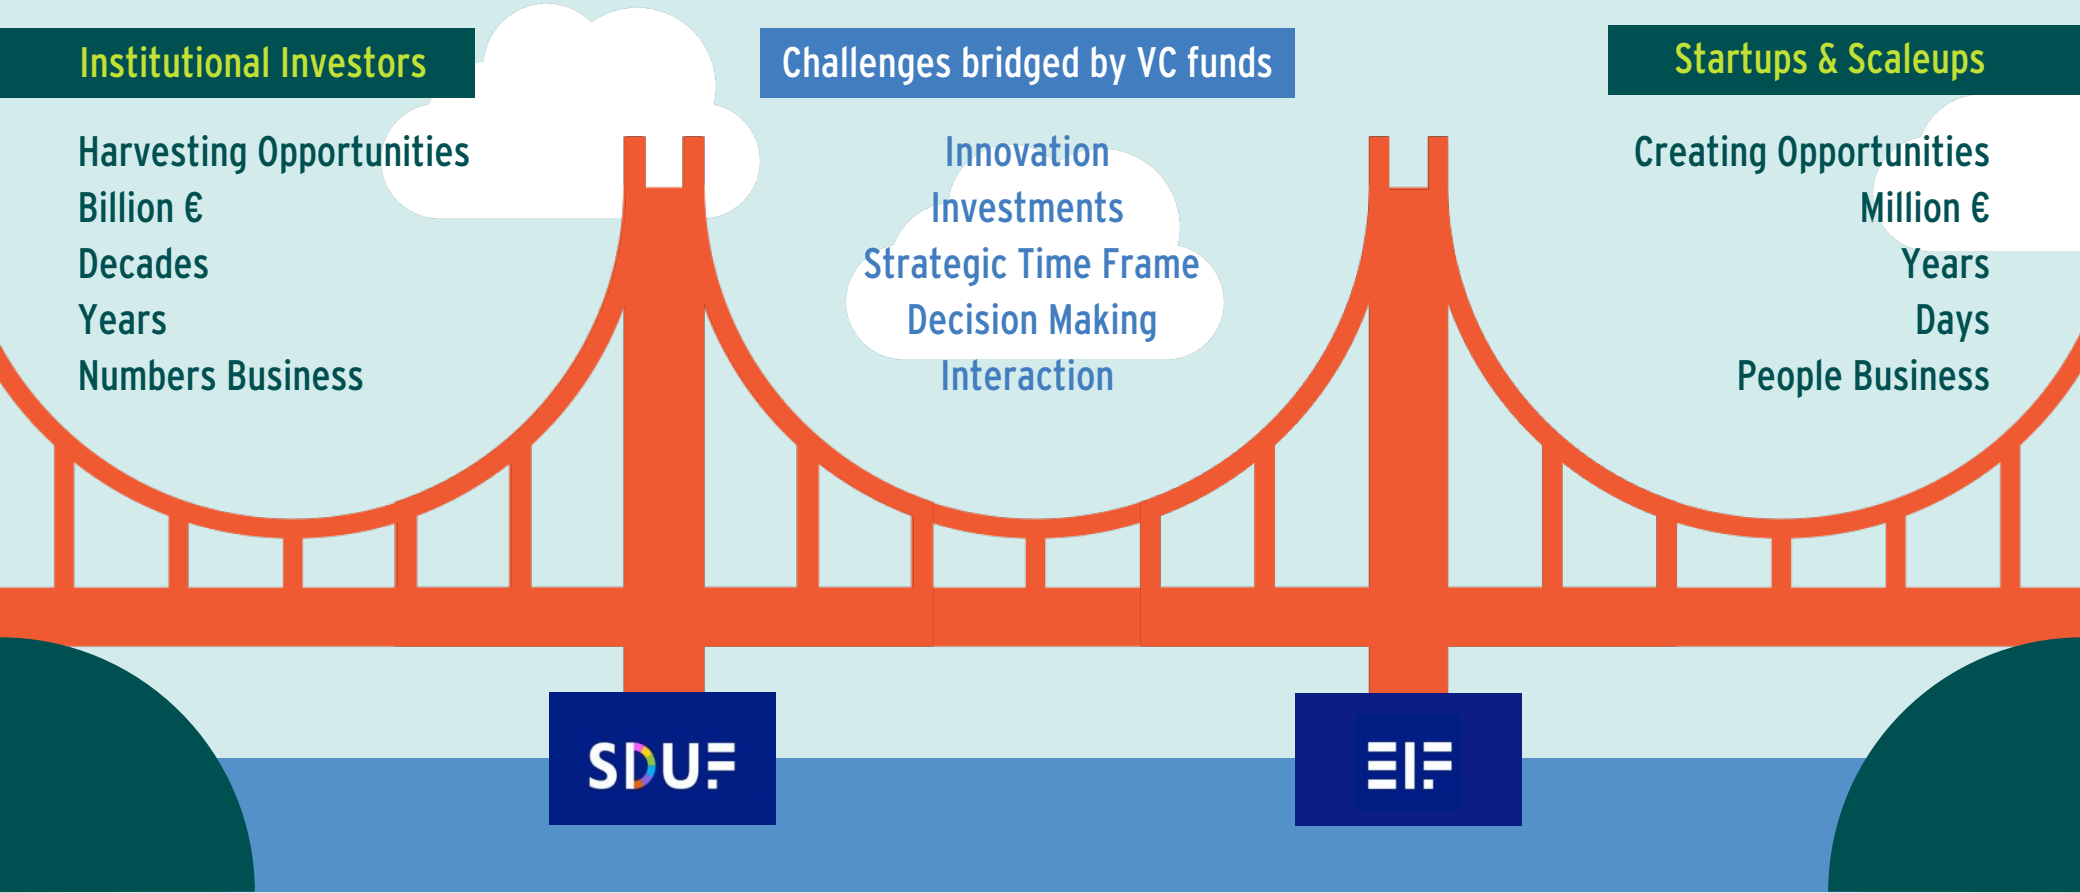 Institutional Investors
Harvesting Opportunities
Billion €
Decades
Years
Numbers Business
Challenges bridged by VC funds
Innovation
Investments
Strategic Time Frame
Decision Making
Interaction
Startups & Scaleups
Creating Opportunities
Million €
Years
Days
People Business
SDUF
EIF